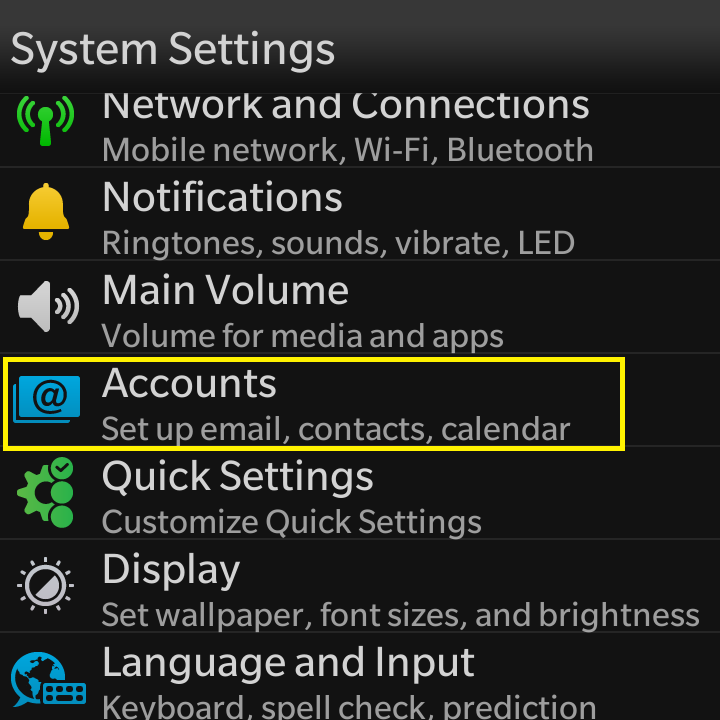 System Settings
Network and Connections
Mobile network, Wi-Fi, Bluetooth
Notifications
Ringtones, sounds, vibrate, LED
Main Volume
Volume for media and apps
@
Accounts
Set up email, contacts, calendar
Quick Settings
Customize Quick Settings
Display
Set wallpaper, font sizes, and brightness
Language and Input
Keyboard, spell check, prediction